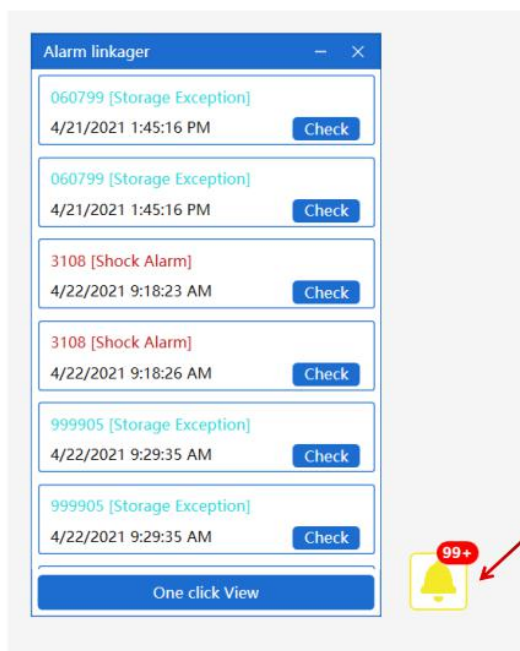 Alarm linkager
060799 [Storage Exception]
4/21/2021 1:45:16 PM Check
060799 [Storage Exception]
4/21/2021 1:45:16 PM Check
3108 [Shock Alarm]
4/22/2021 9:18:23 AM Check
3108 [Shock Alarm]
4/22/2021 9:18:26 AM Check
999905 [Storage Exception]
4/22/2021 9:29:35 AM Check
999905 [Storage Exception]
4/22/2021 9:29:35 AM Check
99+
One click View